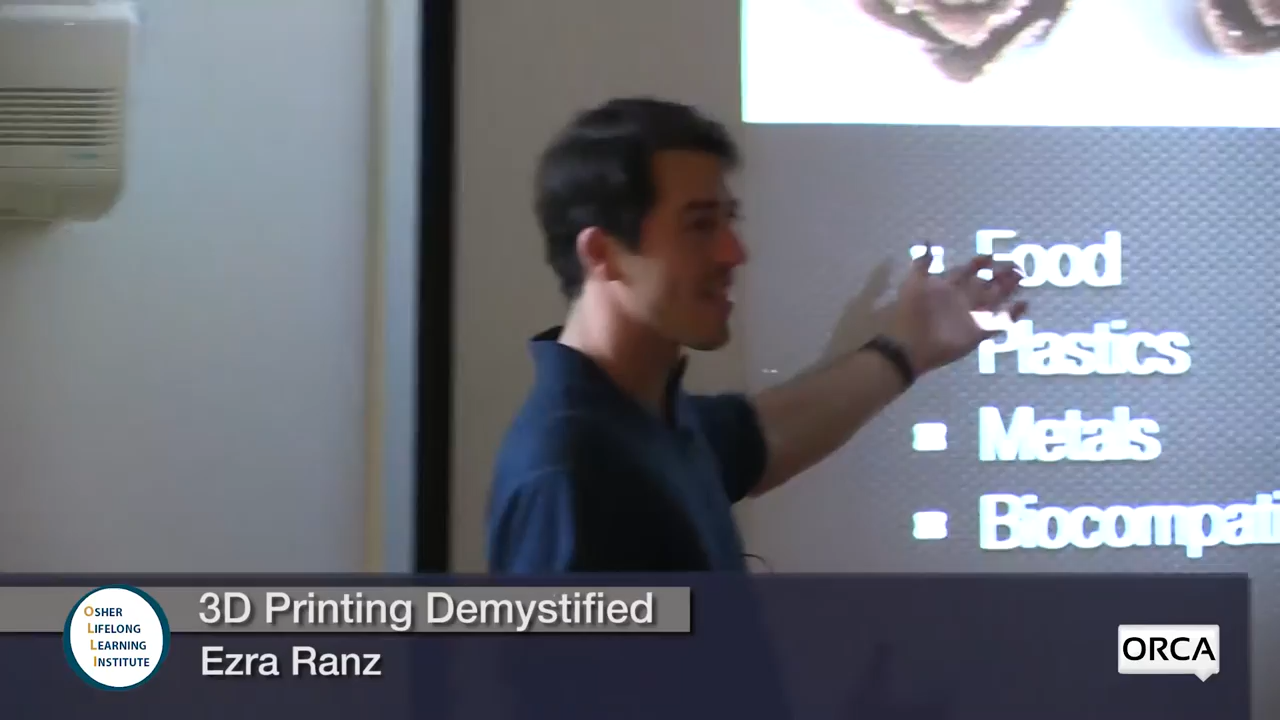 Food
Plastics
Metals
3D Printing Demystified
Ezra Ranz
OSHER
LIFELONG
LEARNING
INSTITUTE
ORCA